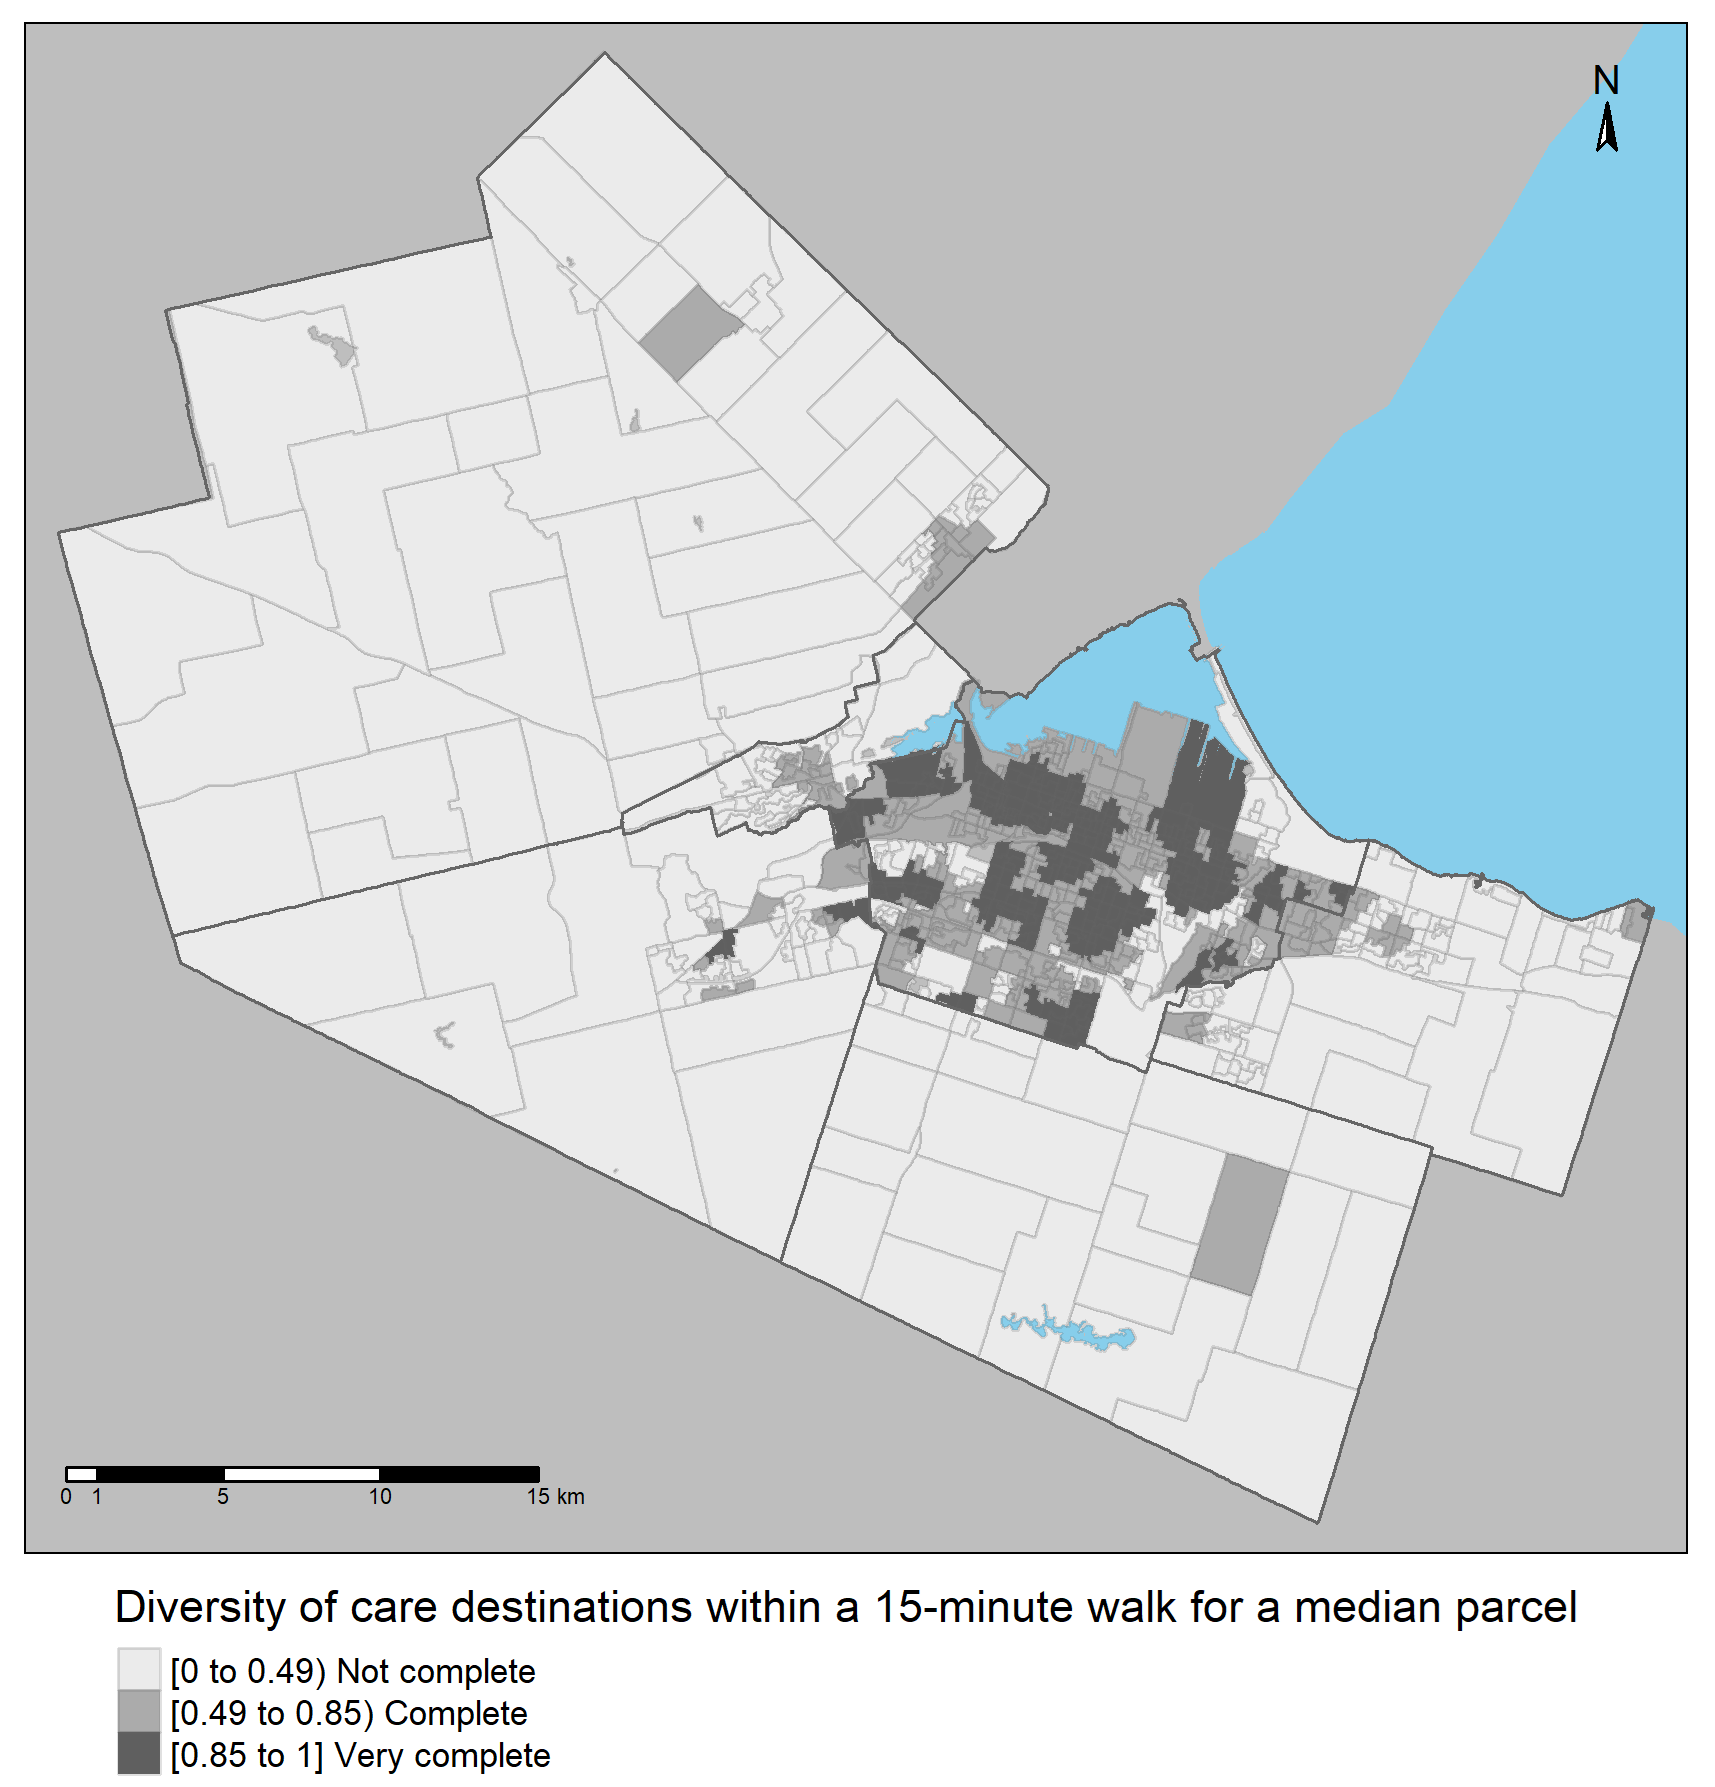 N
0 1 5 10 15 km
Diversity of care destinations within a 15-minute walk for a median parcel
[0 to 0.49) Not complete
[0.49 to 0.85) Complete
[0.85 to 1] Very complete